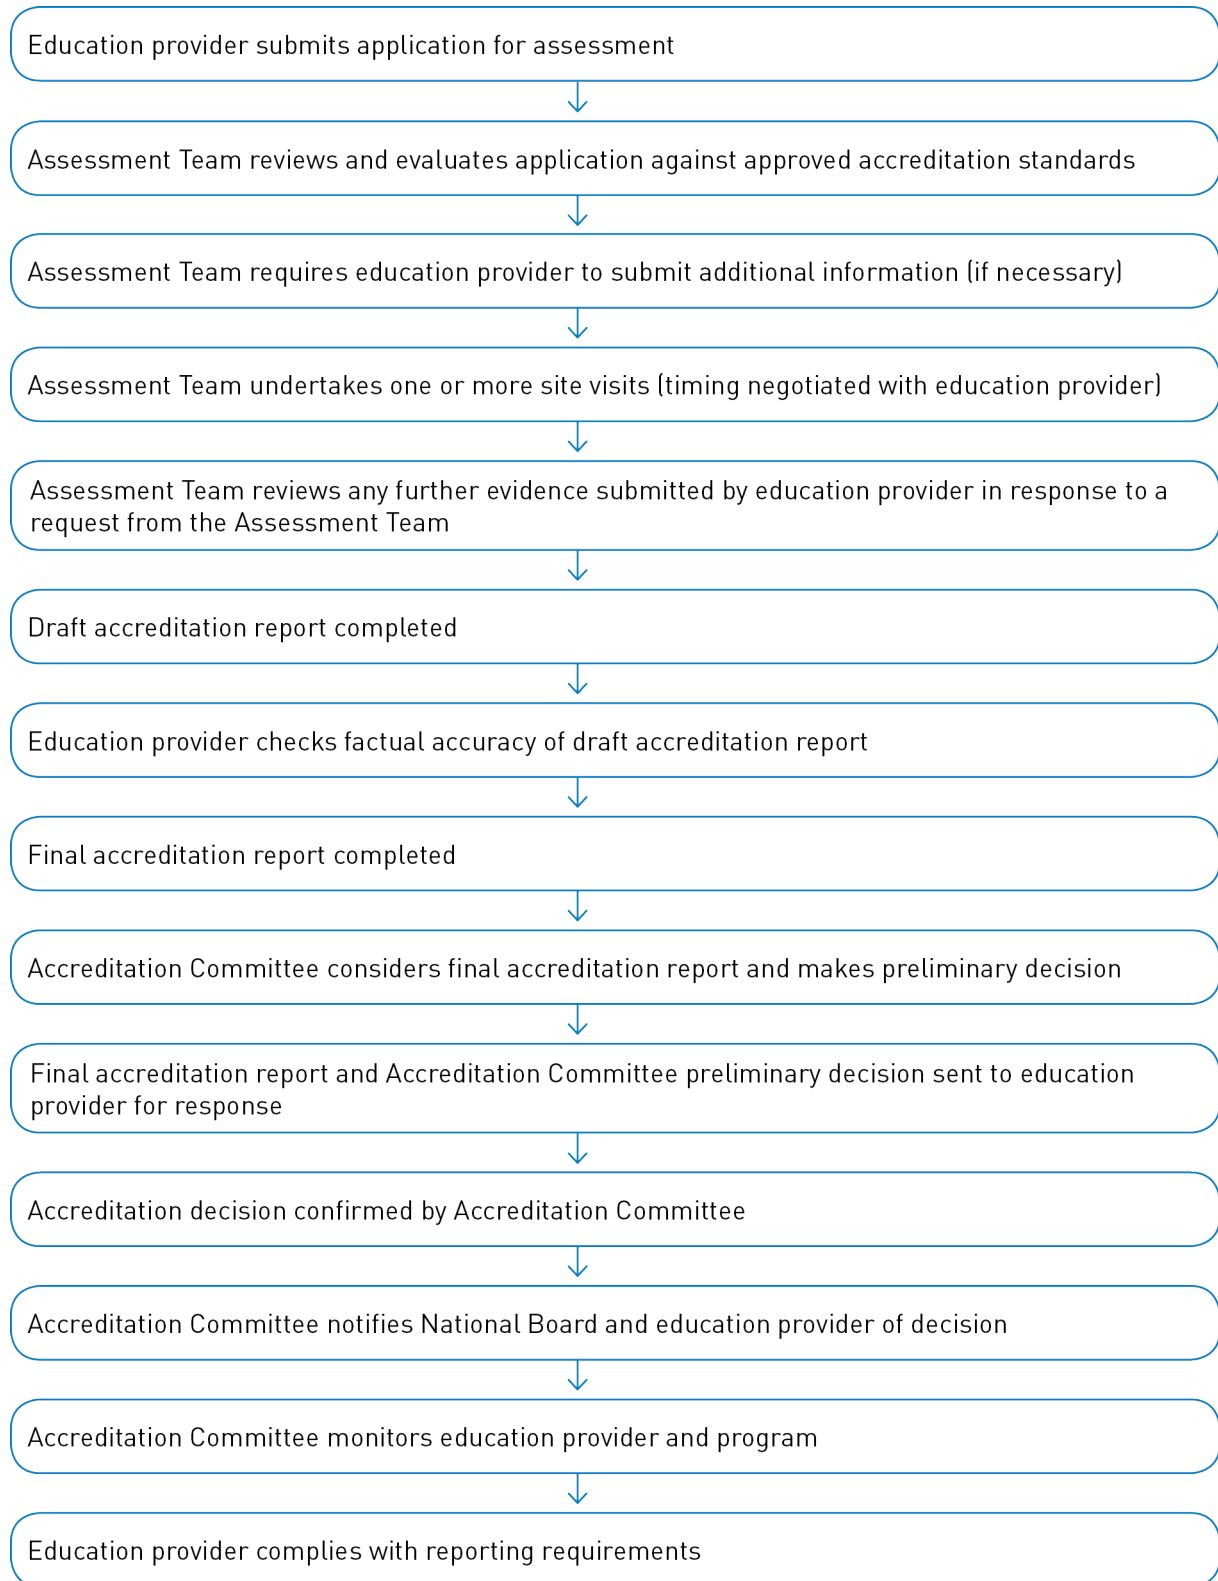 Education provider submits application for assessment
Assessment Team reviews and evaluates application against approved accreditation standards
Assessment Team requires education provider to submit additional information (if necessary)
Assessment Team undertakes one or more site visits (timing negotiated with education provider)
Assessment Team reviews any further evidence submitted by education provider in response to a
request from the Assessment Team
Draft accreditation report completed
Education provider checks factual accuracy of draft accreditation report
Final accreditation report completed
Accreditation Committee considers final accreditation report and makes preliminary decision
Final accreditation report and Accreditation Committee preliminary decision sent to education
provider for response
Accreditation decision confirmed by Accreditation Committee
Accreditation Committee notifies National Board and education provider of decision
Accreditation Committee monitors education provider and program
Education provider complies with reporting requirements